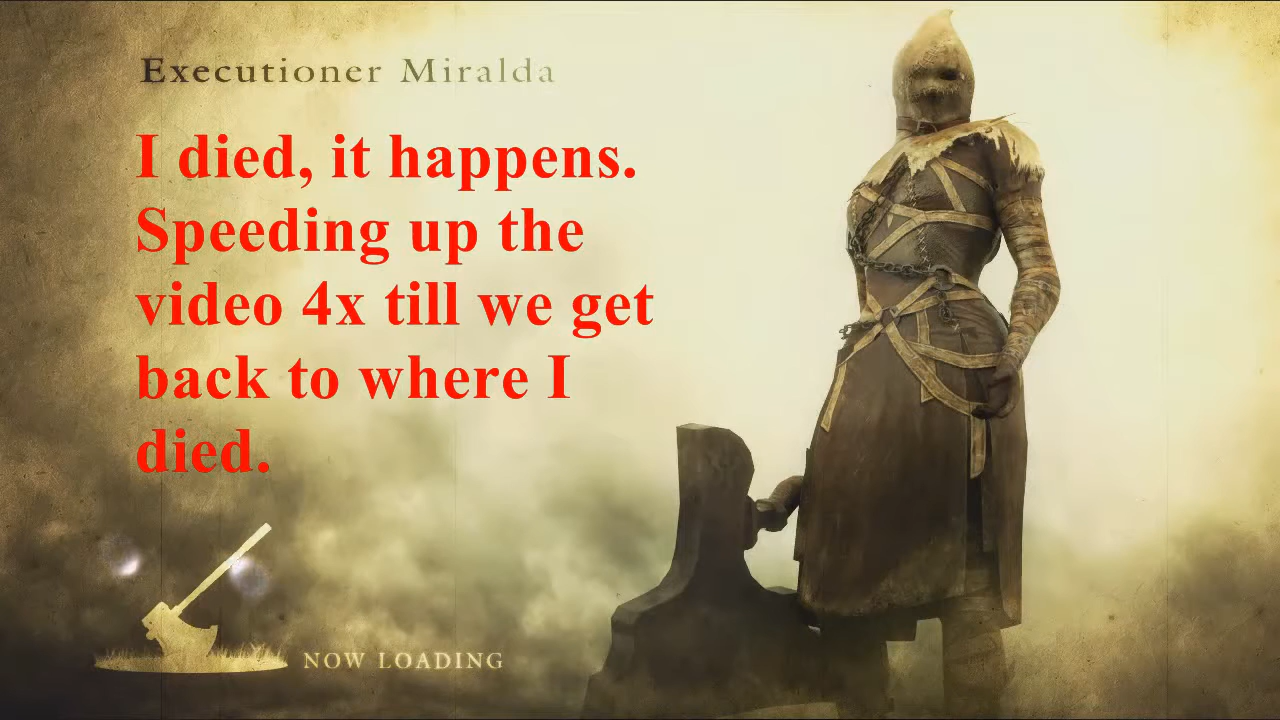 Executioner Miralda
I died, it happens.
Speeding up the
video 4x till we get
back to where I
died.
NOW LOADING